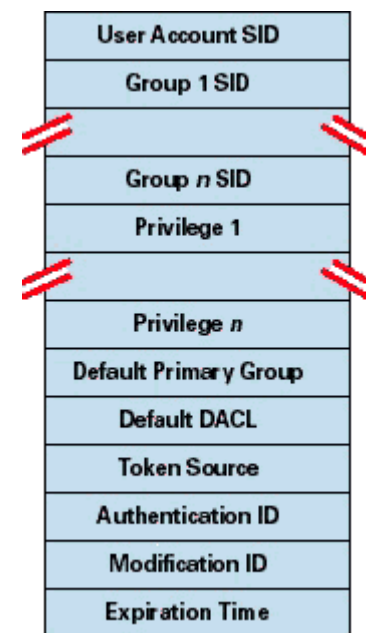 User Account SID
Group 1 SID
Group n SID
Privilege 1
Privilege n
Default Primary Group
Default DACL
Token Source
Authentication ID
Modification ID
Expiration Time